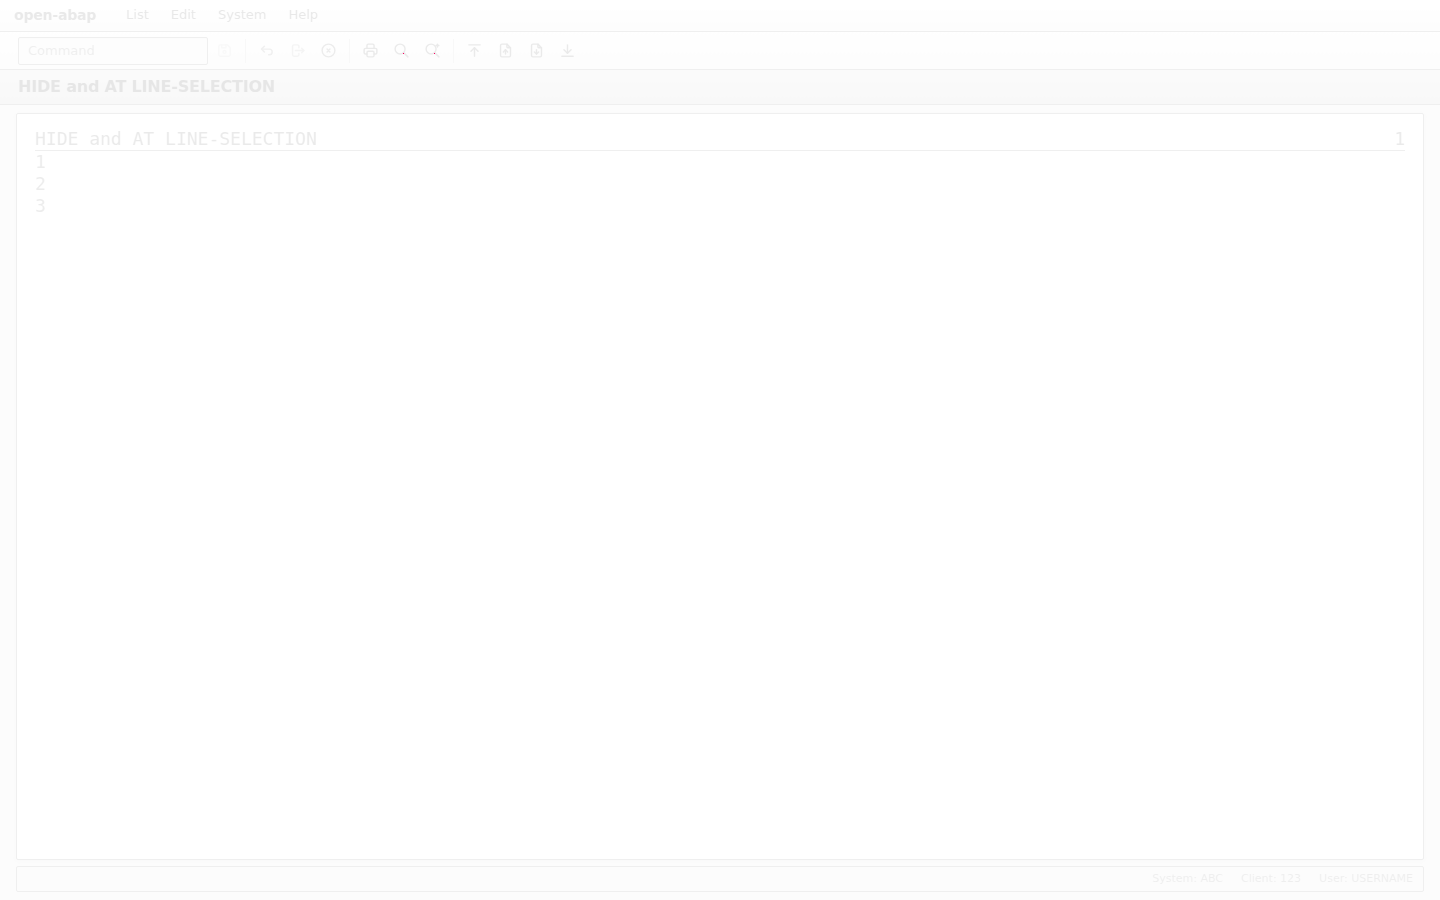 open-abap List Edit System Help
Command
HIDE and AT LINE-SELECTION
HIDE and AT LINE-SELECTION 1
1
2
3
System: ABC Client: 123 User: USERNAME